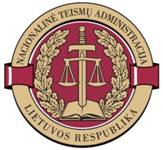 NACIONALINĖ TEISMŲ ADMINISTRACIJA
LIETUVOS RESPUBLIKA